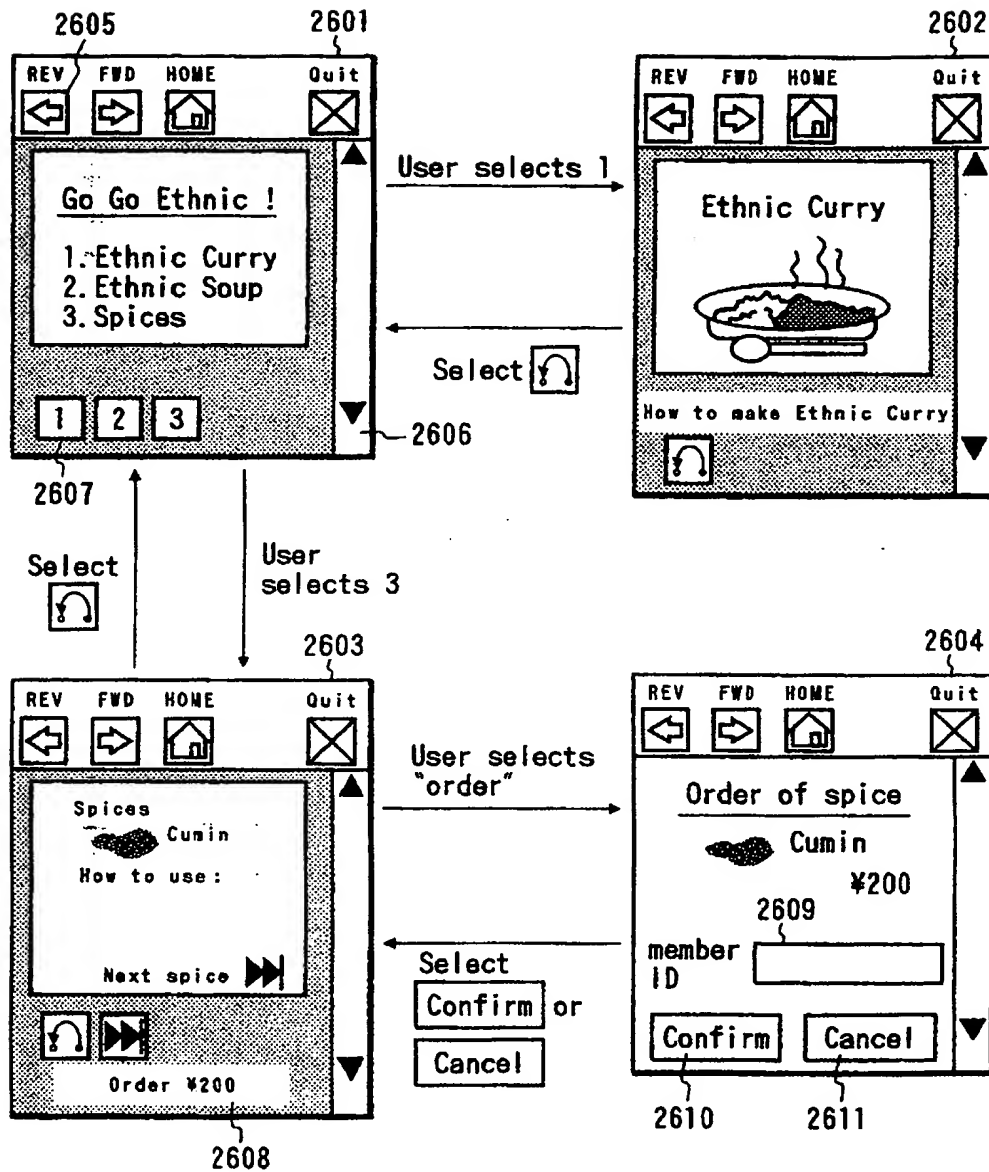 2605
2601
2602
REV FWD HOME Quit
Go Go Ethnic !
1. Ethnic Curry
2. Ethnic Soup
3. Spices
1 2 3
2607
2606
User selects 1
Select
REV FWD HOME Quit
Ethnic Curry
How to make Ethnic Curry
Select
User
selects 3
2603
2604
REV FWD HOME Quit
Spices
Cumin
How to use:
Next spice
Order ¥200
2608
User selects
"order"
Select
Confirm or
Cancel
REV FWD HOME Quit
Order of spice
Cumin
¥200
2609
member
ID
Confirm Cancel
2610 2611